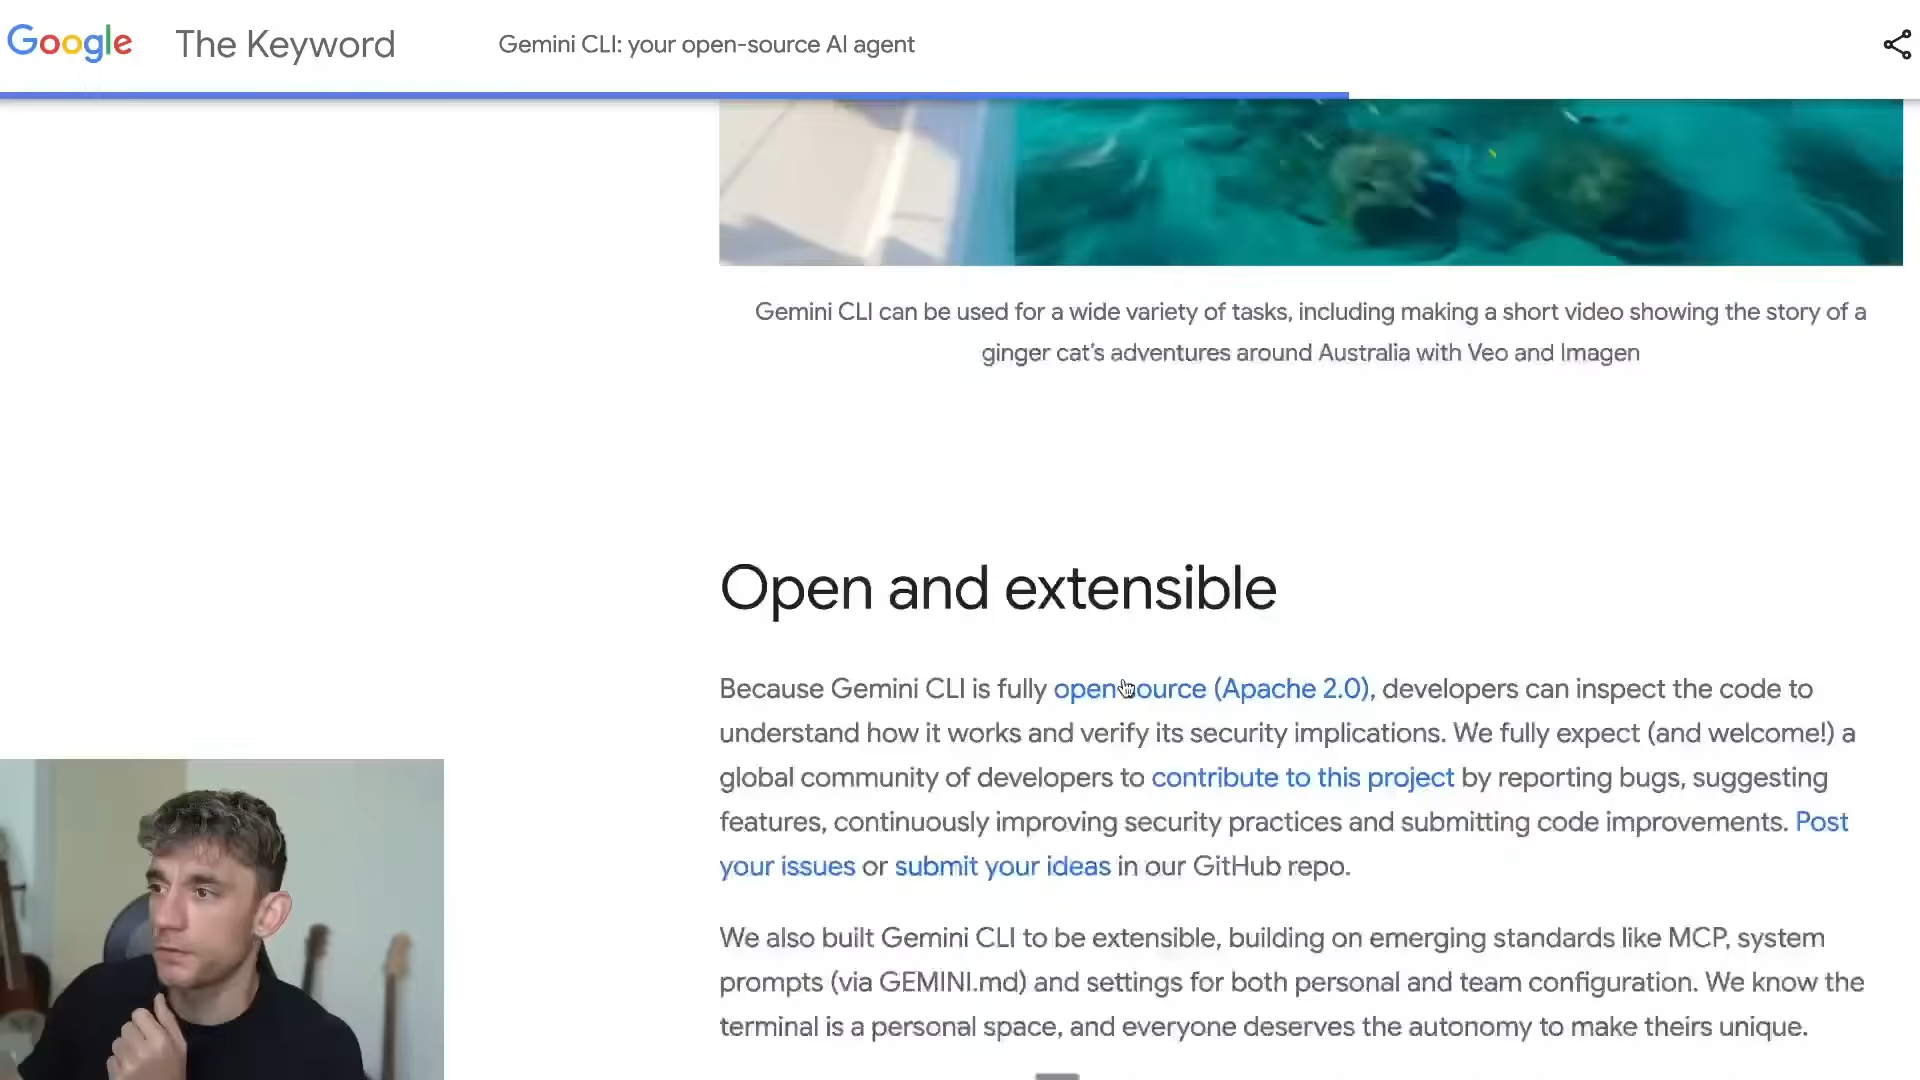 Google The Keyword Gemini CLI: your open-source AI agent
Gemini CLI can be used for a wide variety of tasks, including making a short video showing the story of a
ginger cat's adventures around Australia with Veo and Imagen
Open and extensible
Because Gemini CLI is fully open source (Apache 2.0), developers can inspect the code to
understand how it works and verify its security implications. We fully expect (and welcome!) a
global community of developers to contribute to this project by reporting bugs, suggesting
features, continuously improving security practices and submitting code improvements. Post
your issues or submit your ideas in our GitHub repo.
We also built Gemini CLI to be extensible, building on emerging standards like MCP, system
prompts (via GEMINI.md) and settings for both personal and team configuration. We know the
terminal is a personal space, and everyone deserves the autonomy to make theirs unique.